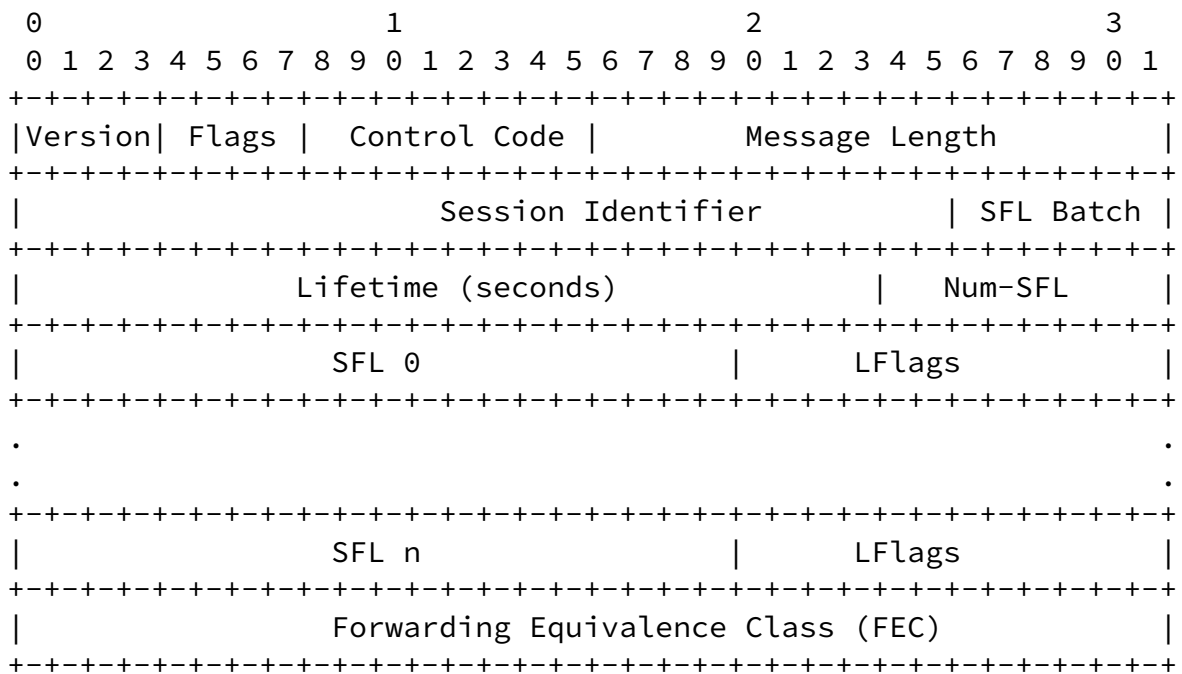 0                   1                   2                   3
 0 1 2 3 4 5 6 7 8 9 0 1 2 3 4 5 6 7 8 9 0 1 2 3 4 5 6 7 8 9 0 1
+-+-+-+-+-+-+-+-+-+-+-+-+-+-+-+-+-+-+-+-+-+-+-+-+-+-+-+-+-+-+-+-+
|Version| Flags |  Control Code |        Message Length         |
+-+-+-+-+-+-+-+-+-+-+-+-+-+-+-+-+-+-+-+-+-+-+-+-+-+-+-+-+-+-+-+-+
|                       Session Identifier          | SFL Batch |
+-+-+-+-+-+-+-+-+-+-+-+-+-+-+-+-+-+-+-+-+-+-+-+-+-+-+-+-+-+-+-+-+
|               Lifetime (seconds)              |   Num-SFL     |
+-+-+-+-+-+-+-+-+-+-+-+-+-+-+-+-+-+-+-+-+-+-+-+-+-+-+-+-+-+-+-+-+
|                 SFL 0                 |      LFlags           |
+-+-+-+-+-+-+-+-+-+-+-+-+-+-+-+-+-+-+-+-+-+-+-+-+-+-+-+-+-+-+-+-+
.                                                               .
.                                                               .
+-+-+-+-+-+-+-+-+-+-+-+-+-+-+-+-+-+-+-+-+-+-+-+-+-+-+-+-+-+-+-+-+
|                 SFL n                 |      LFlags           |
+-+-+-+-+-+-+-+-+-+-+-+-+-+-+-+-+-+-+-+-+-+-+-+-+-+-+-+-+-+-+-+-+
|                 Forwarding Equivalence Class (FEC)            |
+-+-+-+-+-+-+-+-+-+-+-+-+-+-+-+-+-+-+-+-+-+-+-+-+-+-+-+-+-+-+-+-+